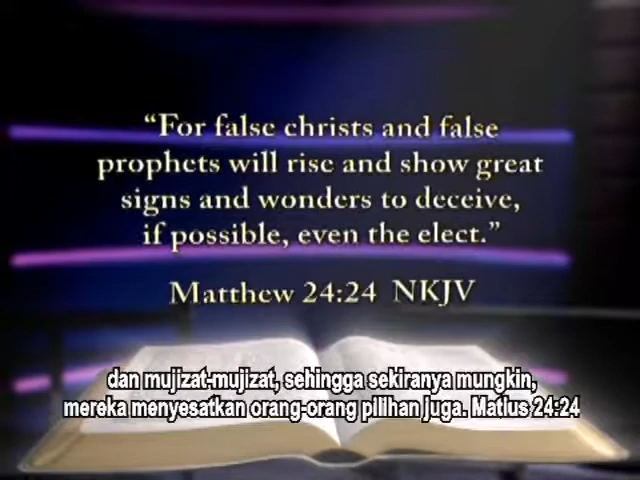 “For false christs and false
prophets will rise and show great
signs and wonders to deceive,
if possible, even the elect.”
Matthew 24:24 NKJV
dan mujizat-mujizat, sehingga sekiranya mungkin,
mereka menyesatkan orang-orang pilihan juga. Matius 24:24